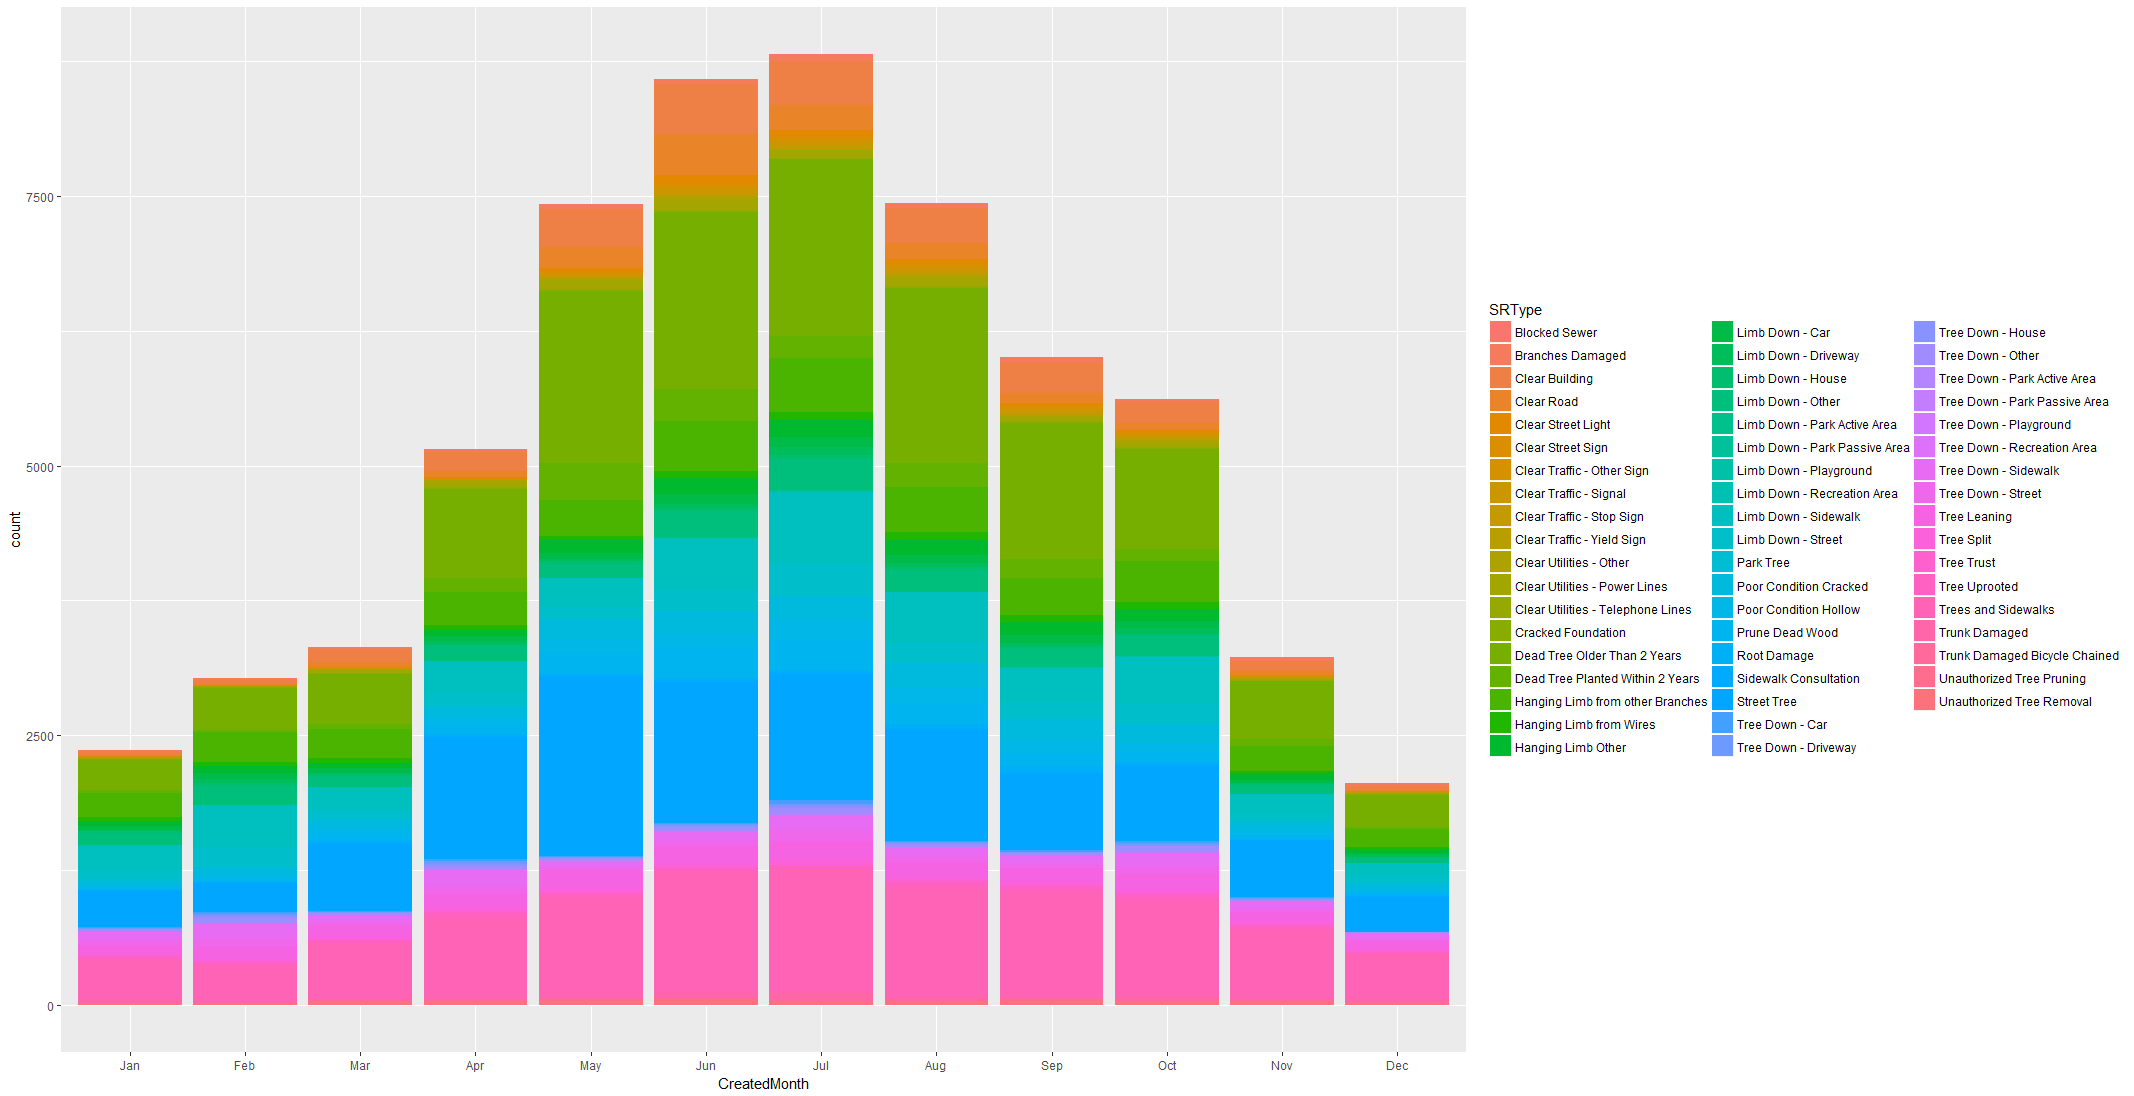 count
7500
5000
2500
0
Jan Feb Mar Apr May Jun Jul Aug Sep Oct Nov Dec
CreatedMonth
SRType
Blocked Sewer
Branches Damaged
Clear Building
Clear Road
Clear Street Light
Clear Street Sign
Clear Traffic - Other Sign
Clear Traffic - Signal
Clear Traffic - Stop Sign
Clear Traffic - Yield Sign
Clear Utilities - Other
Clear Utilities - Power Lines
Clear Utilities - Telephone Lines
Cracked Foundation
Dead Tree Older Than 2 Years
Dead Tree Planted Within 2 Years
Hanging Limb from other Branches
Hanging Limb from Wires
Hanging Limb Other
Limb Down - Car
Limb Down - Driveway
Limb Down - House
Limb Down - Other
Limb Down - Park Active Area
Limb Down - Park Passive Area
Limb Down - Playground
Limb Down - Recreation Area
Limb Down - Sidewalk
Limb Down - Street
Park Tree
Poor Condition Cracked
Poor Condition Hollow
Prune Dead Wood
Root Damage
Sidewalk Consultation
Street Tree
Tree Down - Car
Tree Down - Driveway
Tree Down - House
Tree Down - Other
Tree Down - Park Active Area
Tree Down - Park Passive Area
Tree Down - Playground
Tree Down - Recreation Area
Tree Down - Sidewalk
Tree Down - Street
Tree Leaning
Tree Split
Tree Trust
Tree Uprooted
Trees and Sidewalks
Trunk Damaged
Trunk Damaged Bicycle Chained
Unauthorized Tree Pruning
Unauthorized Tree Removal